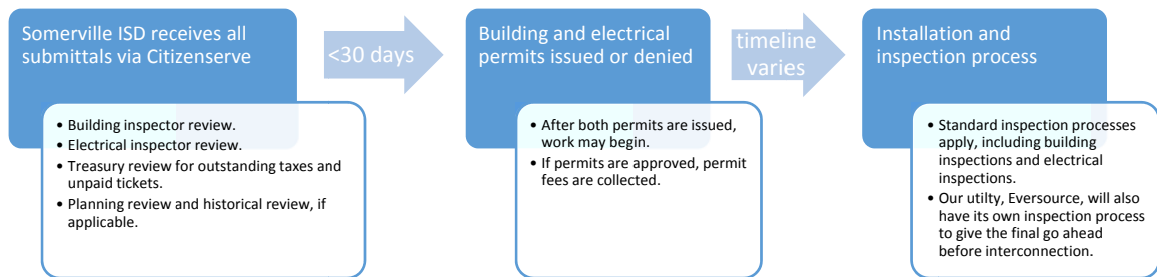 Somerville ISD receives all
submittals via Citizenserve
• Building inspector review.
• Electrical inspector review.
• Treasury review for outstanding taxes and
unpaid tickets.
• Planning review and historical review, if
applicable.
<30 days
Building and electrical
permits issued or denied
• After both permits are issued,
work may begin.
• If permits are approved, permit
fees are collected.
timeline
varies
Installation and
inspection process
• Standard inspection processes
apply, including building
inspections and electrical
inspections.
• Our utilty, Eversource, will also
have its own inspection process
to give the final go ahead
before interconnection.